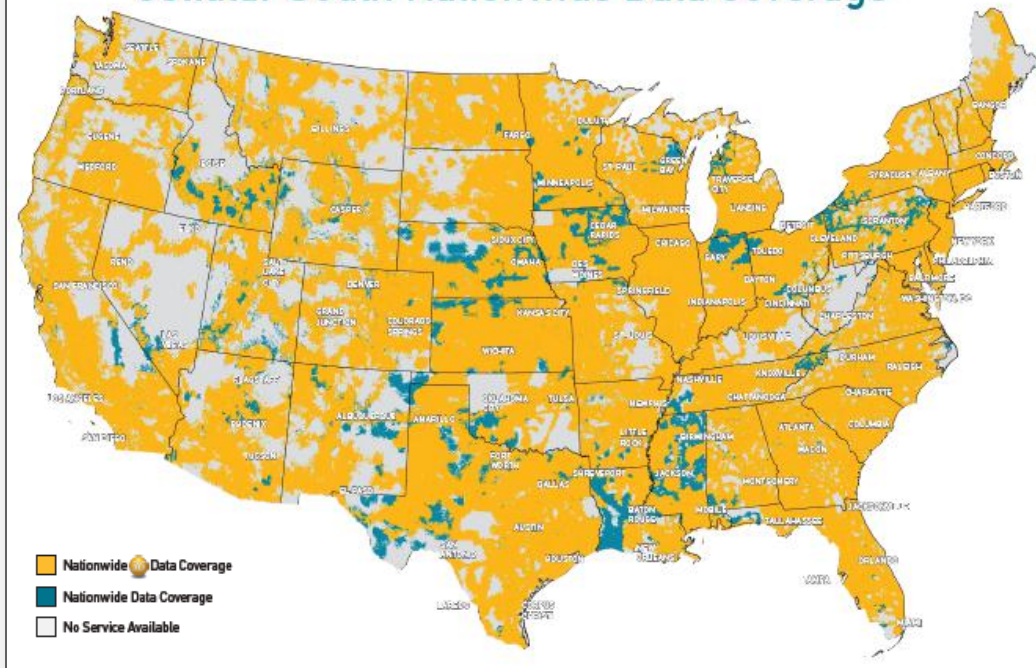 SEATTLE
SPOKANE
TACOMA
PORTLAND
EUGENE
MEDFORD
BOISE
BILLINGS
FARGO
DULUTH
BANGOR
CONCORD
BOSTON
HARTFORD
SYRACUSE
ALBANY
ST. PAUL
GREEN
BAY
MINNEAPOLIS
TRAVERSE
CITY
LANSING
MILWAUKEE
CASPER
SIOUX CITY
CEDAR
RAPIDS
DETROIT
SCRANTON
CLEVELAND
NEW YORK
PHILADELPHIA
PITTSBURGH
BALTIMORE
WASHINGTON, DC
ELKO
RENO
SALT
LAKE
CITY
OMAHA
DES
MOINES
CHICAGO
GARY
TOLEDO
DAYTON
COLUMBUS
CINCINNATI
SAN FRANCISCO
DENVER
GRAND
JUNCTION
COLORADO
SPRINGS
KANSAS CITY
SPRINGFIELD
INDIANAPOLIS
ST. LOUIS
LOUISVILLE
CHARLESTON
LAS
VEGAS
WICHITA
DURHAM
RALEIGH
KNOXVILLE
NASHVILLE
CHATTANOOGA
CHARLOTTE
FLAGSTAFF
LOS ANGELES
ALBUQUERQUE
AMARILLO
OKLAHOMA
CITY
TULSA
MEMPHIS
COLUMBIA
PHOENIX
SAN DIEGO
TUCSON
LITTLE
ROCK
BIRMINGHAM
ATLANTA
MACON
FORT
WORTH
DALLAS
SHREVEPORT
JACKSON
MONTGOMERY
EL PASO
AUSTIN
BATON
ROUGE
MOBILE
TALLAHASSEE
JACKSONVILLE
SAN
ANTONIO
HOUSTON
NEW
ORLEANS
ORLANDO
TAMPA
LAREDO
CORPUS
CHRISTI
MIAMI
Nationwide Data Coverage
Nationwide Data Coverage
No Service Available